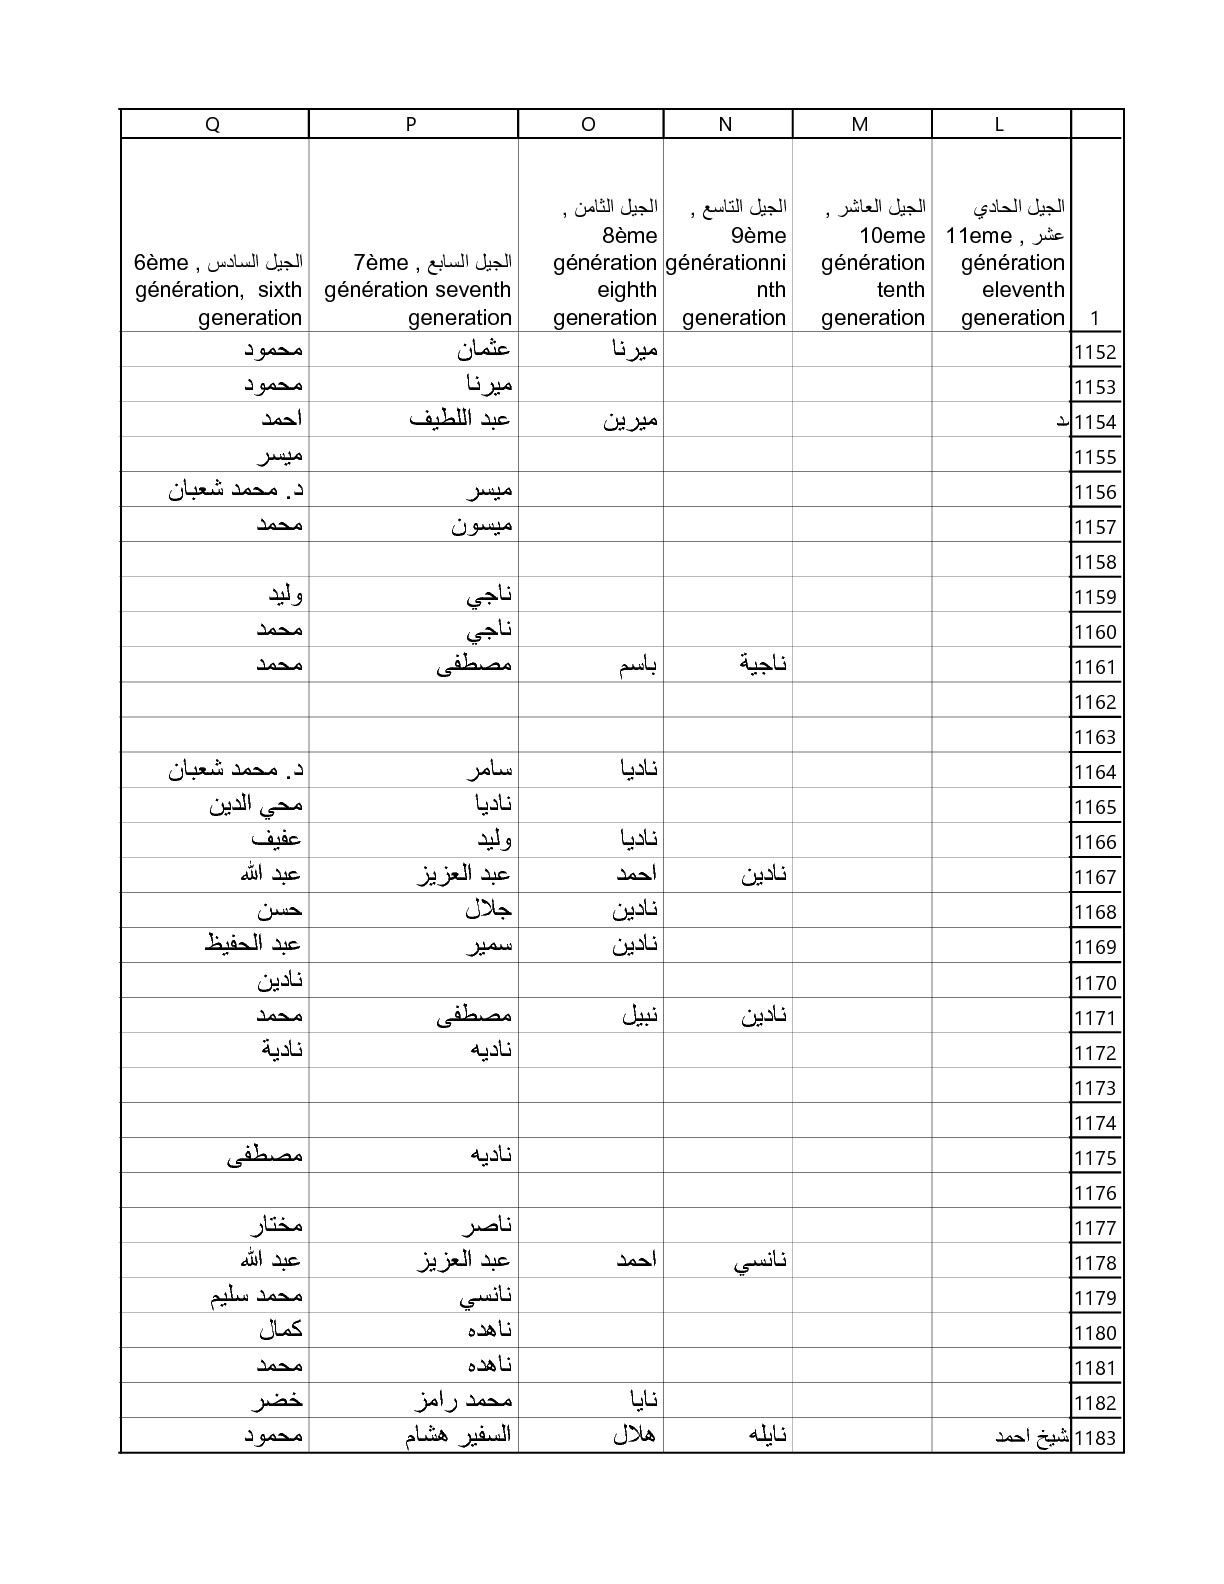 L M N O P Q
1 الجيل الحادي عشر , 11eme génération eleventh generation الجيل العاشر , 10eme génération tenth generation الجيل التاسع , 9ème générationni nth generation الجيل الثامن , 8ème génération eighth generation الجيل السابع , 7ème génération seventh generation الجيل السادس , 6ème génération, sixth generation
1152 ميرنا عثمان محمود
1153 ميرنا محمود
1154 ميرين عبد اللطيف احمد
1155 ميسر
1156 ميسر د. محمد شعبان
1157 ميسون محمد
1158
1159 ناجي وليد
1160 ناجي محمد
1161 ناجية باسم مصطفى محمد
1162
1163
1164 ناديا سامر د. محمد شعبان
1165 ناديا محي الدين
1166 ناديا وليد عفيف
1167 نادين احمد عبد العزيز عبد الله
1168 نادين جلال حسن
1169 نادين سمير عبد الحفيظ
1170 نادين
1171 نادين نبيل مصطفى محمد
1172 ناديه نادية
1173
1174
1175 ناديه مصطفى
1176
1177 ناصر مختار
1178 نانسي احمد عبد العزيز عبد الله
1179 نانسي محمد سليم
1180 ناهده كمال
1181 ناهده محمد
1182 نايا محمد رامز خضر
1183 شيخ احمد نايله هلال السفير هشام محمود